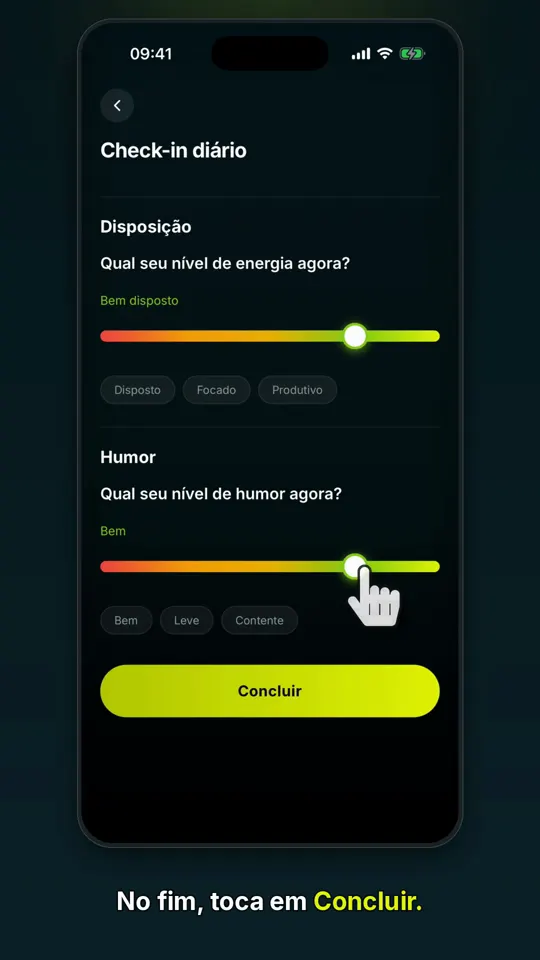 09:41
Check-in diário
Disposição
Qual seu nível de energia agora?
Bem disposto
Disposto Focado Produtivo
Humor
Qual seu nível de humor agora?
Bem
Bem Leve Contente
Concluir
No fim, toca em Concluir.